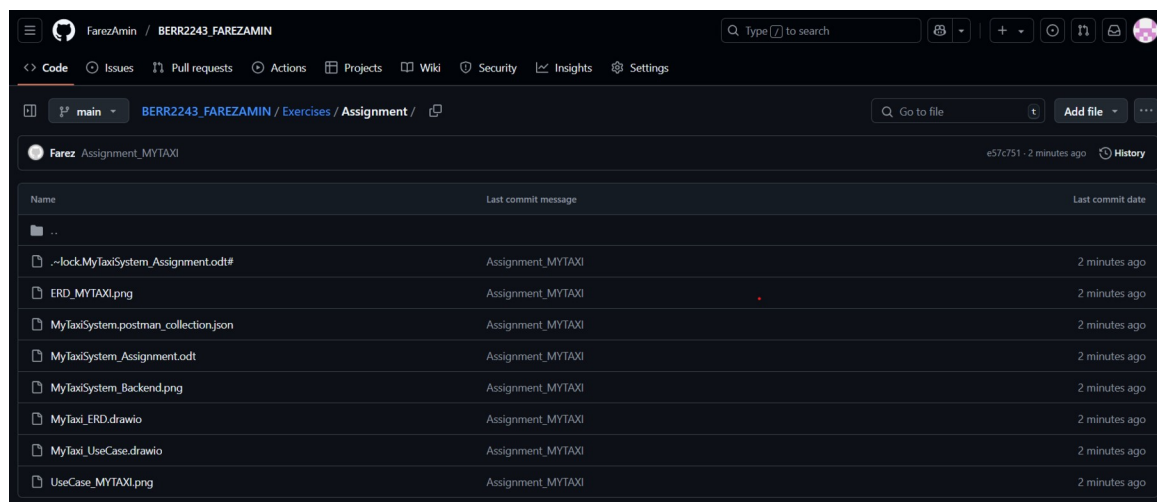 FarezAmin / BERR2243_FAREZAMIN
Type / to search
Code Issues Pull requests Actions Projects Wiki Security Insights Settings
main BERR2243_FAREZAMIN / Exercises / Assignment / Go to file t Add file
Farez Assignment_MYTAXI e57c751 · 2 minutes ago History
Name Last commit message Last commit date
..
.~lock.MyTaxiSystem_Assignment.odt# Assignment_MYTAXI 2 minutes ago
ERD_MYTAXI.png Assignment_MYTAXI 2 minutes ago
MyTaxiSystem.postman_collection.json Assignment_MYTAXI 2 minutes ago
MyTaxiSystem_Assignment.odt Assignment_MYTAXI 2 minutes ago
MyTaxiSystem_Backend.png Assignment_MYTAXI 2 minutes ago
MyTaxi_ERD.drawio Assignment_MYTAXI 2 minutes ago
MyTaxi_UseCase.drawio Assignment_MYTAXI 2 minutes ago
UseCase_MYTAXI.png Assignment_MYTAXI 2 minutes ago